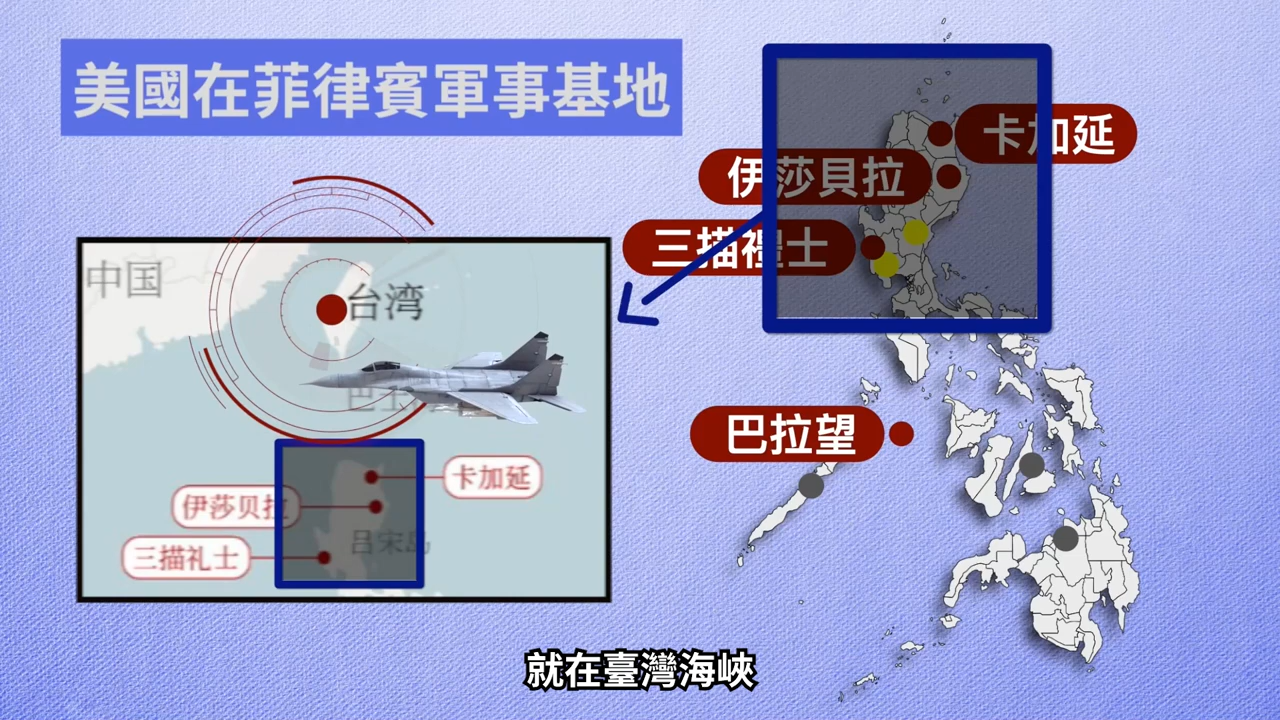 美國在菲律賓軍事基地
卡加延
伊莎貝拉
三描禮士
巴拉望
中国
台湾
卡加延
伊莎贝拉
三描礼士
吕宋岛
就在臺灣海峽